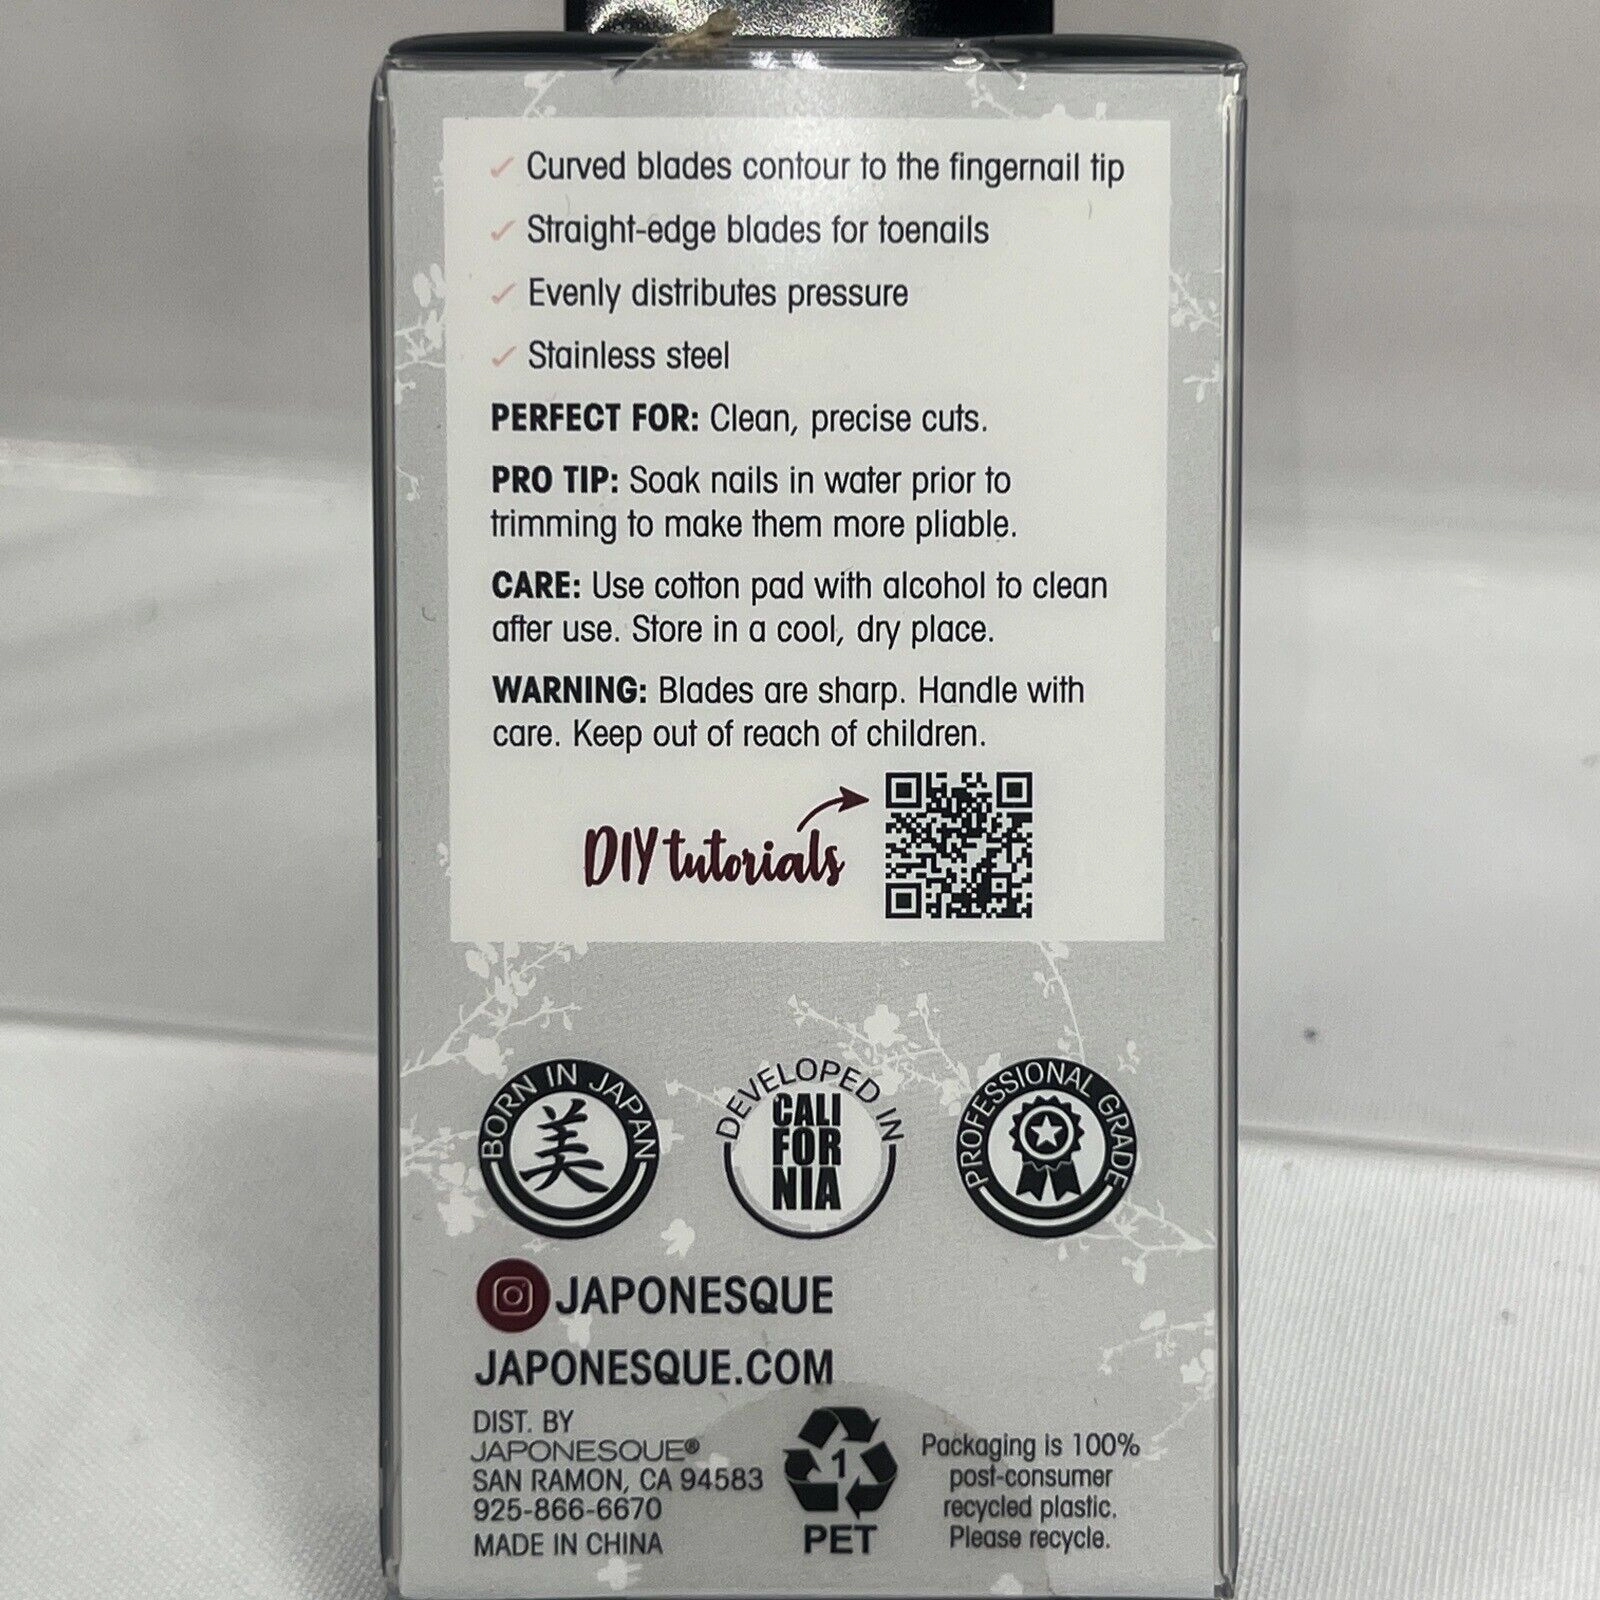 Curved blades contour to the fingernail tip
Straight-edge blades for toenails
Evenly distributes pressure
Stainless steel
PERFECT FOR: Clean, precise cuts.
PRO TIP: Soak nails in water prior to
trimming to make them more pliable.
CARE: Use cotton pad with alcohol to clean
after use. Store in a cool, dry place.
WARNING: Blades are sharp. Handle with
care. Keep out of reach of children.
DIY tutorials
BORN IN JAPAN
美
DEVELOPED IN
CALI
FOR
NIA
PROFESSIONAL GRADE
JAPONESQUE
JAPONESQUE.COM
DIST. BY
JAPONESQUE®
SAN RAMON, CA 94583
925-866-6670
MADE IN CHINA
1
PET
Packaging is 100%
post-consumer
recycled plastic.
Please recycle.